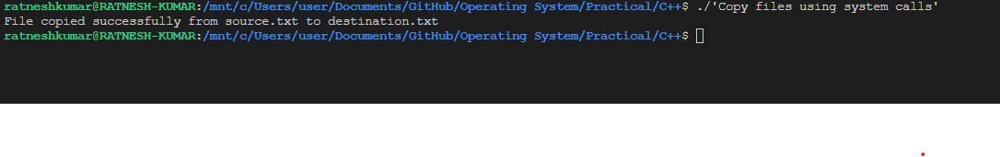 ratneshkumar@RATNESH-KUMAR:/mnt/c/Users/user/Documents/GitHub/Operating System/Practical/C++$ ./'Copy files using system calls'
File copied successfully from source.txt to destination.txt
ratneshkumar@RATNESH-KUMAR:/mnt/c/Users/user/Documents/GitHub/Operating System/Practical/C++$